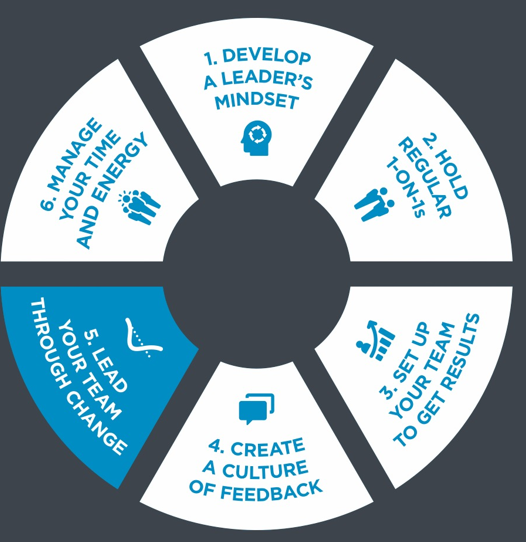 1. DEVELOP
A LEADER'S
MINDSET
2. HOLD
REGULAR
1-ON-1s
3. SET UP
YOUR TEAM
TO GET RESULTS
4. CREATE
A CULTURE
OF FEEDBACK
5. LEAD
YOUR TEAM
THROUGH CHANGE
6. MANAGE
YOUR TIME
AND ENERGY